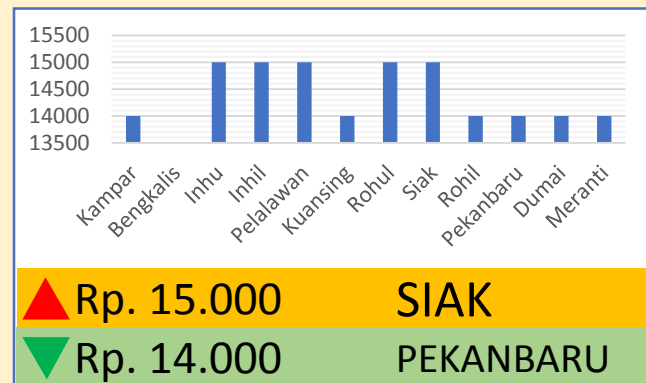 15500
15000
14500
14000
13500
Kampar
Bengkalis
Inhu
Inhil
Pelalawan
Kuansing
Rohul
Siak
Rohil
Pekanbaru
Dumai
Meranti
Rp. 15.000 SIAK
Rp. 14.000 PEKANBARU